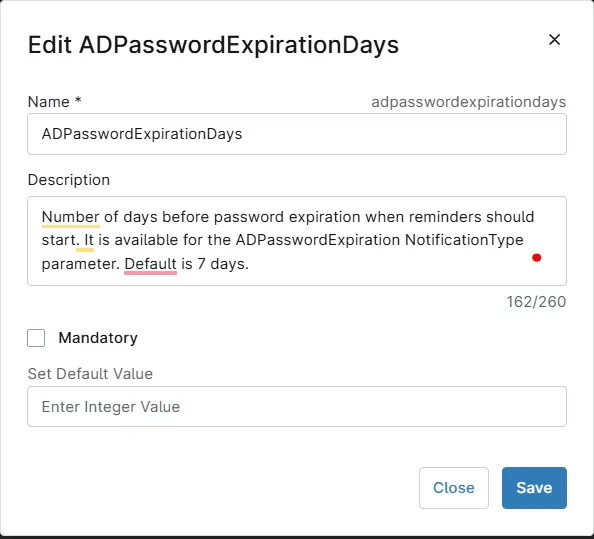 Edit ADPasswordExpirationDays
Name *
adpasswordexpirationdays
ADPasswordExpirationDays
Description
Number of days before password expiration when reminders should
start. It is available for the ADPasswordExpiration NotificationType
parameter. Default is 7 days.
162/260
Mandatory
Set Default Value
Enter Integer Value
Close
Save